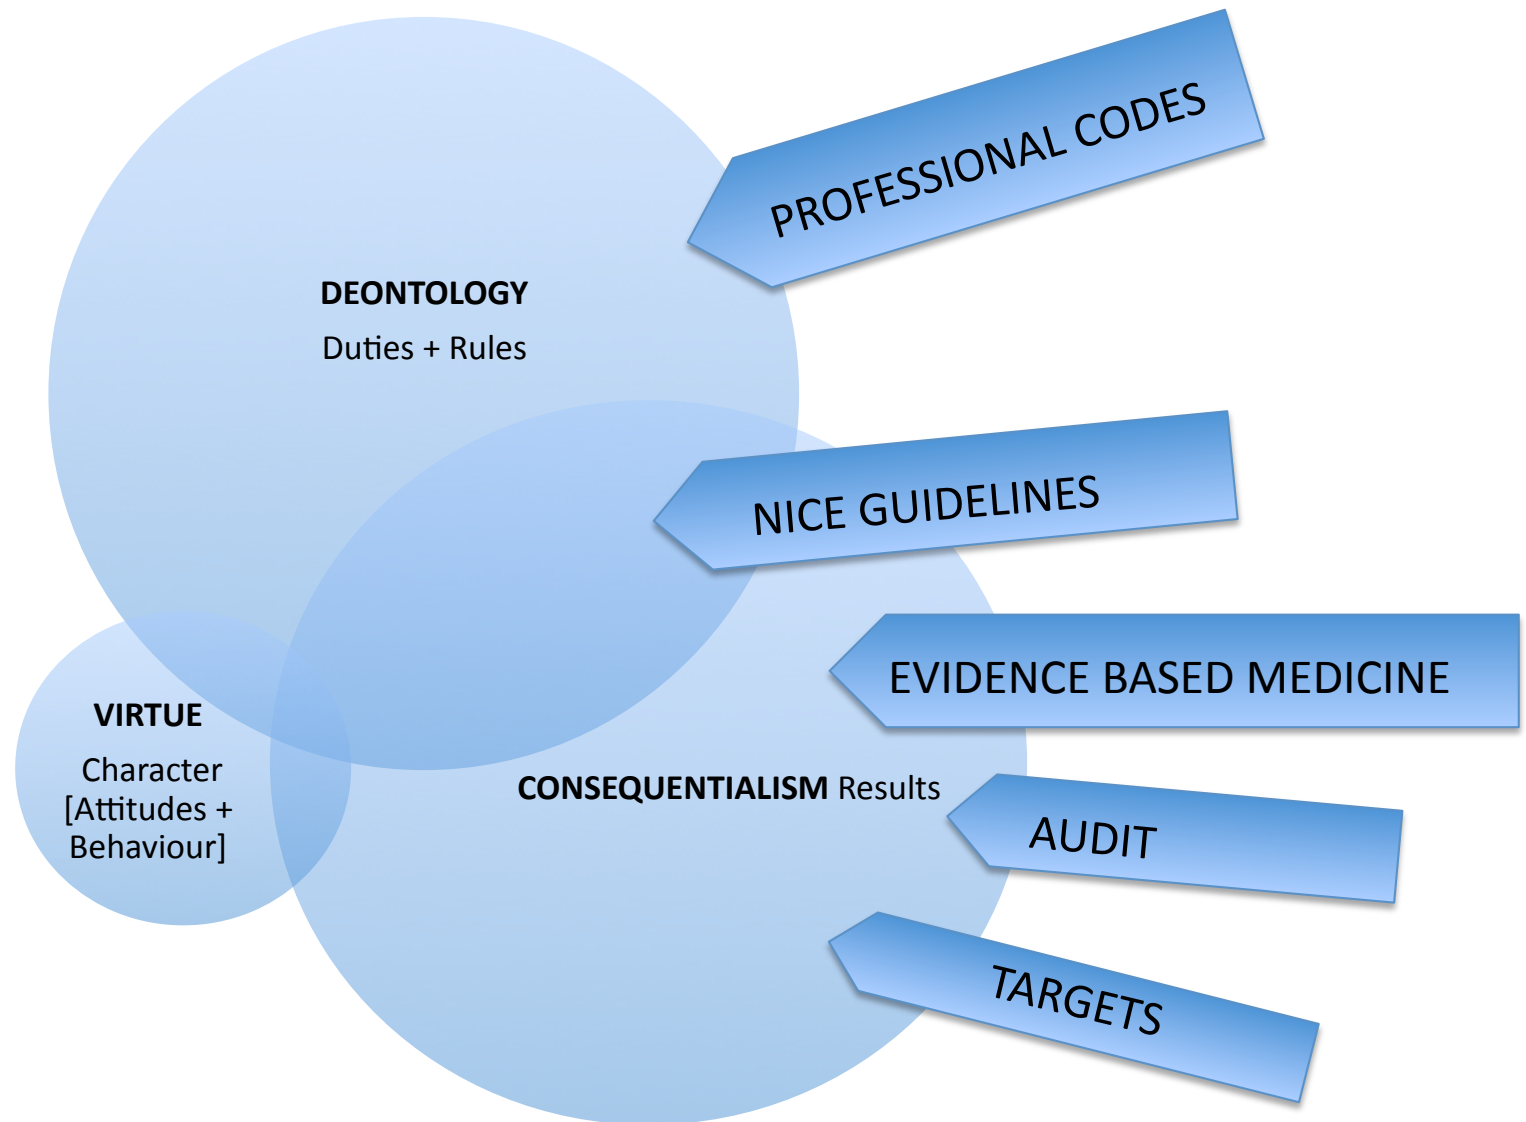 PROFESSIONAL CODES
DEONTOLOGY
Duties + Rules
NICE GUIDELINES
EVIDENCE BASED MEDICINE
VIRTUE
Character
[Attitudes +
Behaviour]
CONSEQUENTIALISM Results
AUDIT
TARGETS